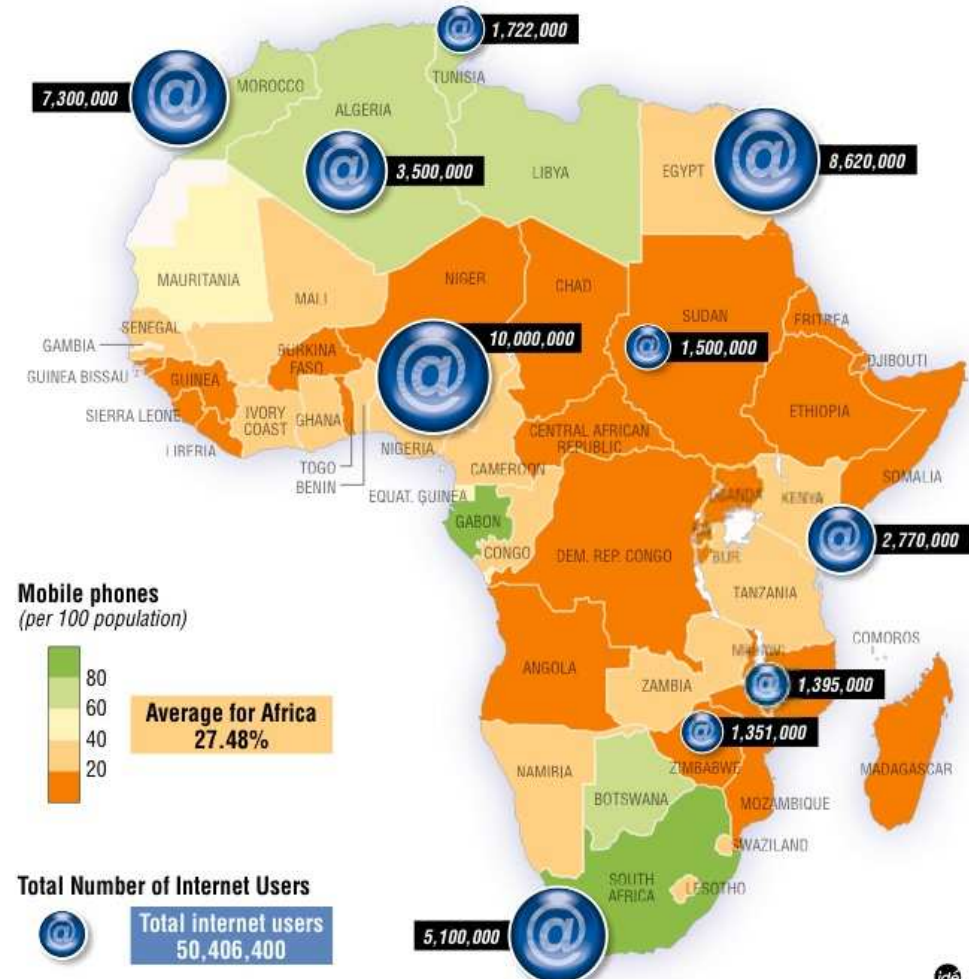 1,722,000
7,300,000
MOROCCO
TUNISIA
ALGERIA
3,500,000
LIBYA
EGYPT
8,620,000
MAURITANIA
MALI
NIGER
CHAD
SUDAN
ERITREA
SENEGAL
GAMBIA
10,000,000
1,500,000
BURKINA
FASO
DJIBOUTI
GUINEA BISSAU
GUINEA
SIERRA LEONE
IVORY
COAST
GHANA
ETHIOPIA
LIBERIA
NIGERIA
CENTRAL AFRICAN
REPUBLIC
TOGO
BENIN
CAMEROON
SOMALIA
EQUAT. GUINEA
UGANDA
KENYA
GABON
CONGO
DEM. REP. CONGO
BUR.
2,770,000
TANZANIA
Mobile phones
(per 100 population)
80
60
40
20
Average for Africa
27.48%
COMOROS
MALAWI
ANGOLA
ZAMBIA
1,395,000
1,351,000
NAMIBIA
ZIMBABWE
MADAGASCAR
BOTSWANA
MOZAMBIQUE
SWAZILAND
Total Number of Internet Users
SOUTH
AFRICA
LESOTHO
Total internet users
50,406,400
5,100,000
idé